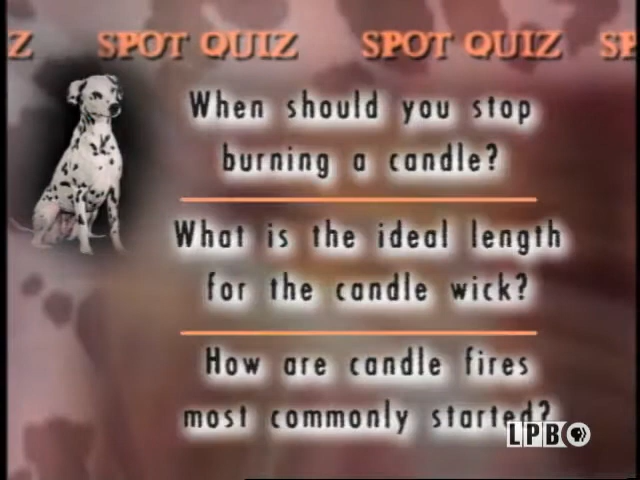 Z SPOT QUIZ SPOT QUIZ SP
When should you stop
burning a candle?
What is the ideal length
for the candle wick?
How are candle fires
most commonly started?
LPB